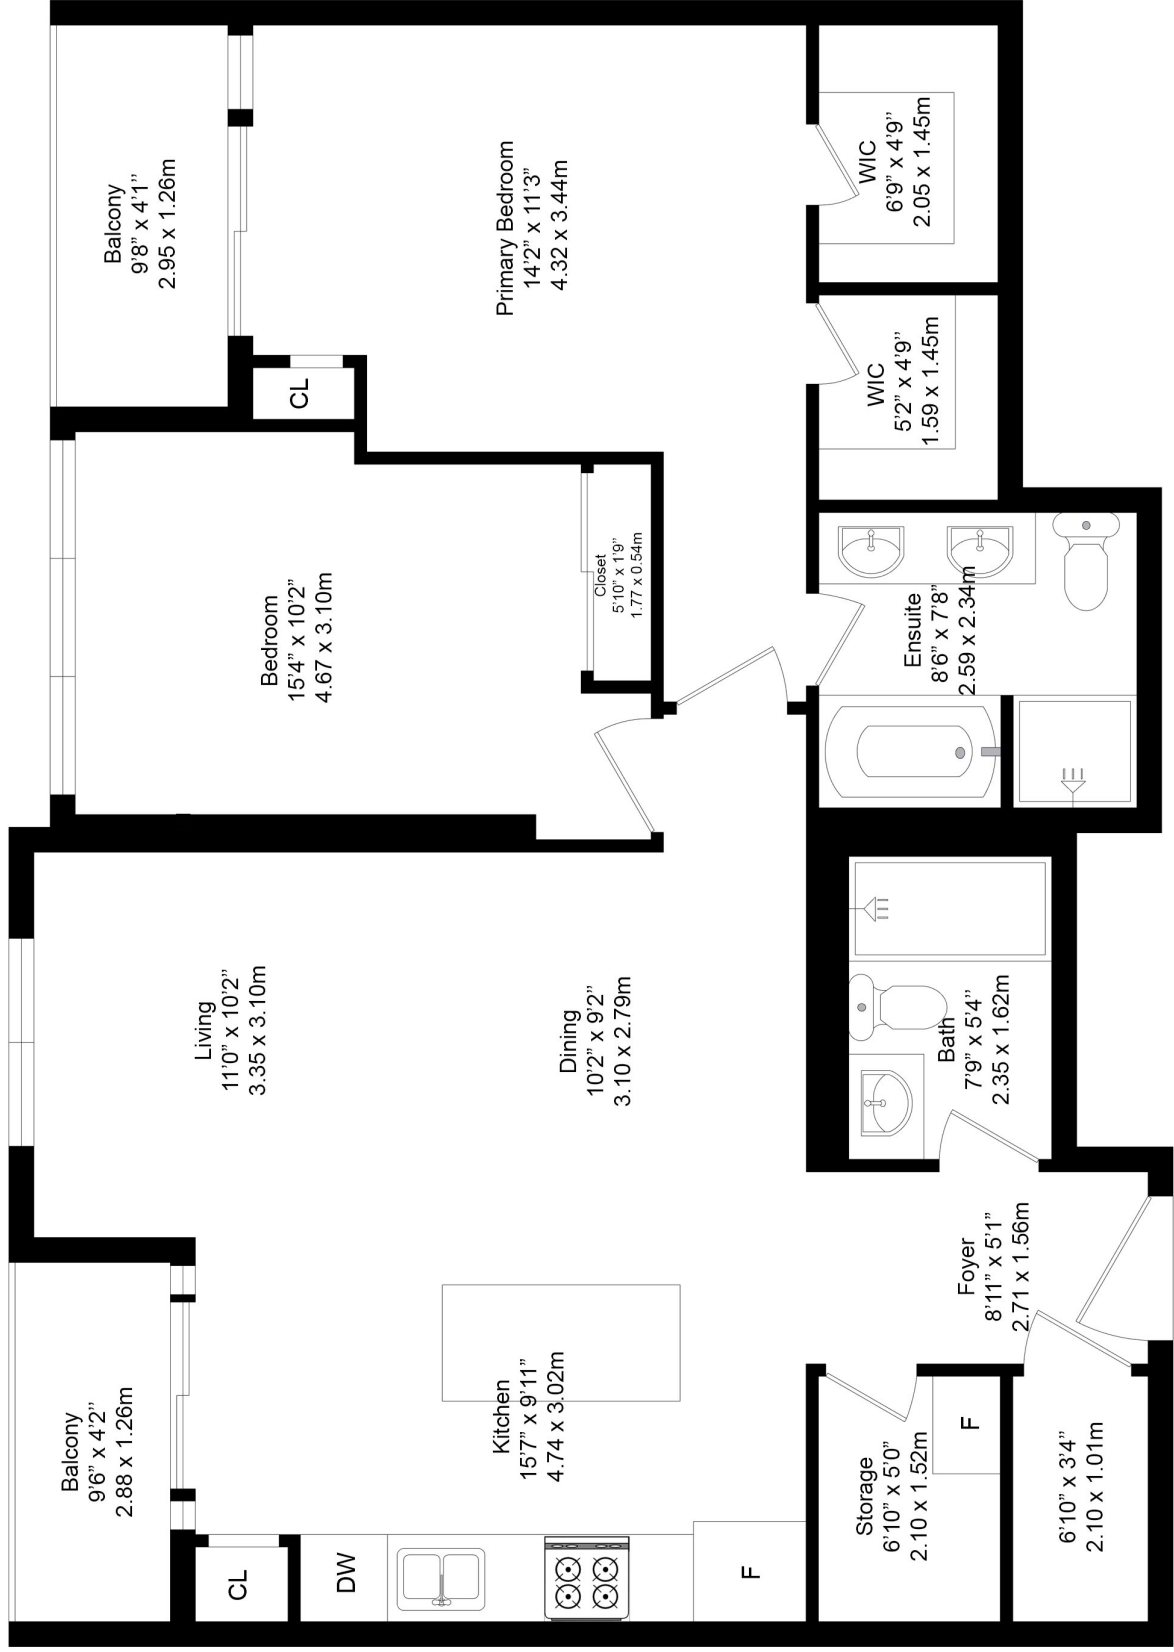 Balcony
9'8" x 4'1"
2.95 x 1.26m
Primary Bedroom
14'2" x 11'3"
4.32 x 3.44m
WIC
6'9" x 4'9"
2.05 x 1.45m
CL
WIC
5'2" x 4'9"
1.59 x 1.45m
Bedroom
15'4" x 10'2"
4.67 x 3.10m
Closet
5'10" x 1'9"
1.77 x 0.54m
Ensuite
8'6" x 7'8"
2.59 x 2.34m
Living
11'0" x 10'2"
3.35 x 3.10m
Dining
10'2" x 9'2"
3.10 x 2.79m
Bath
7'9" x 5'4"
2.35 x 1.62m
Foyer
8'11" x 5'1"
2.71 x 1.56m
Balcony
9'6" x 4'2"
2.88 x 1.26m
Kitchen
15'7" x 9'11"
4.74 x 3.02m
Storage
6'10" x 5'0"
2.10 x 1.52m
F
6'10" x 3'4"
2.10 x 1.01m
CL
DW
F